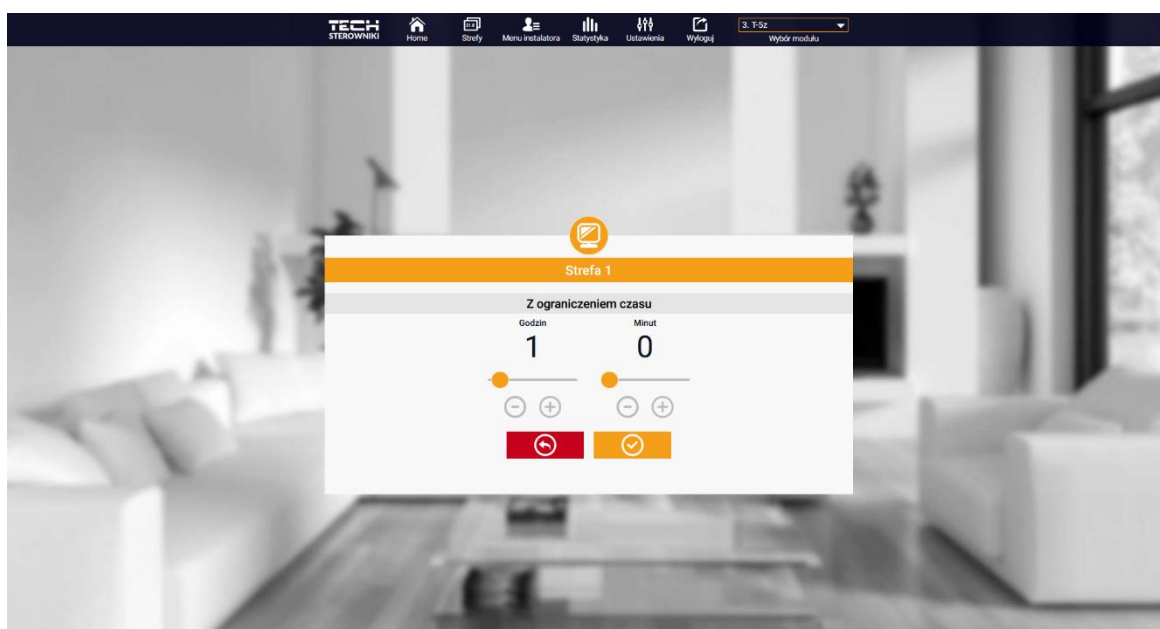 TECH
STEROWNIKI
Home
Strefy
Menu instalatora
Statystyka
Ustawienia
Wyloguj
3. T-5z
Wybór modułu
Strefa 1
Z ograniczeniem czasu
Godzin Minut
1 0